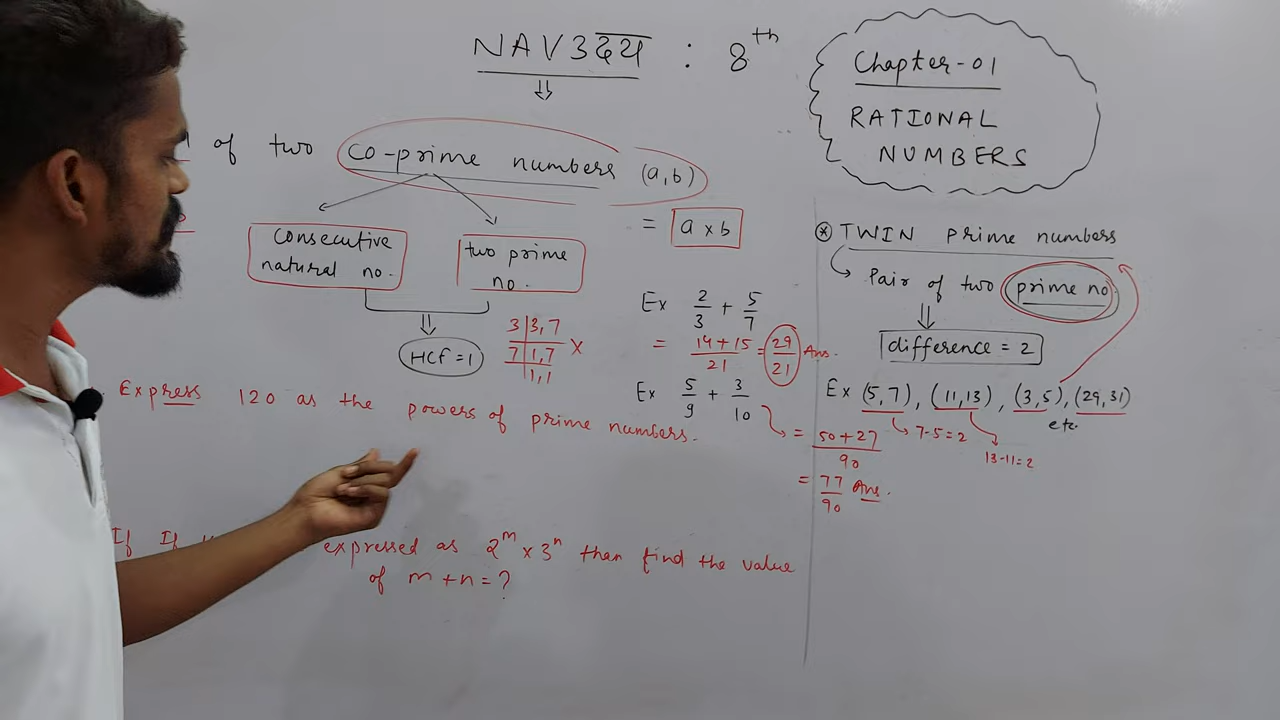 NAV3दय : 8th
⇓
Chapter-01
RATIONAL
NUMBERS
of two co-prime numbers (a,b)
= a x b
consecutive
natural no.
two prime
no.
⇓
HCF = 1
3 | 3, 7
7 | 1, 7 X
1, 1
Ex 2/3 + 5/7
= 14+15/21 = 29/21 Ans.
Ex 5/9 + 3/10
= 50+27/90
= 77/90 Ans.
Express 120 as the powers of prime numbers.
If If
expressed as 2^m x 3^n then find the value
of m+n = ?
⊛ TWIN prime numbers
Pair of two prime no.
⇓
difference = 2
Ex (5,7), (11,13), (3,5), (29,31)
etc.
7-5=2
13-11=2